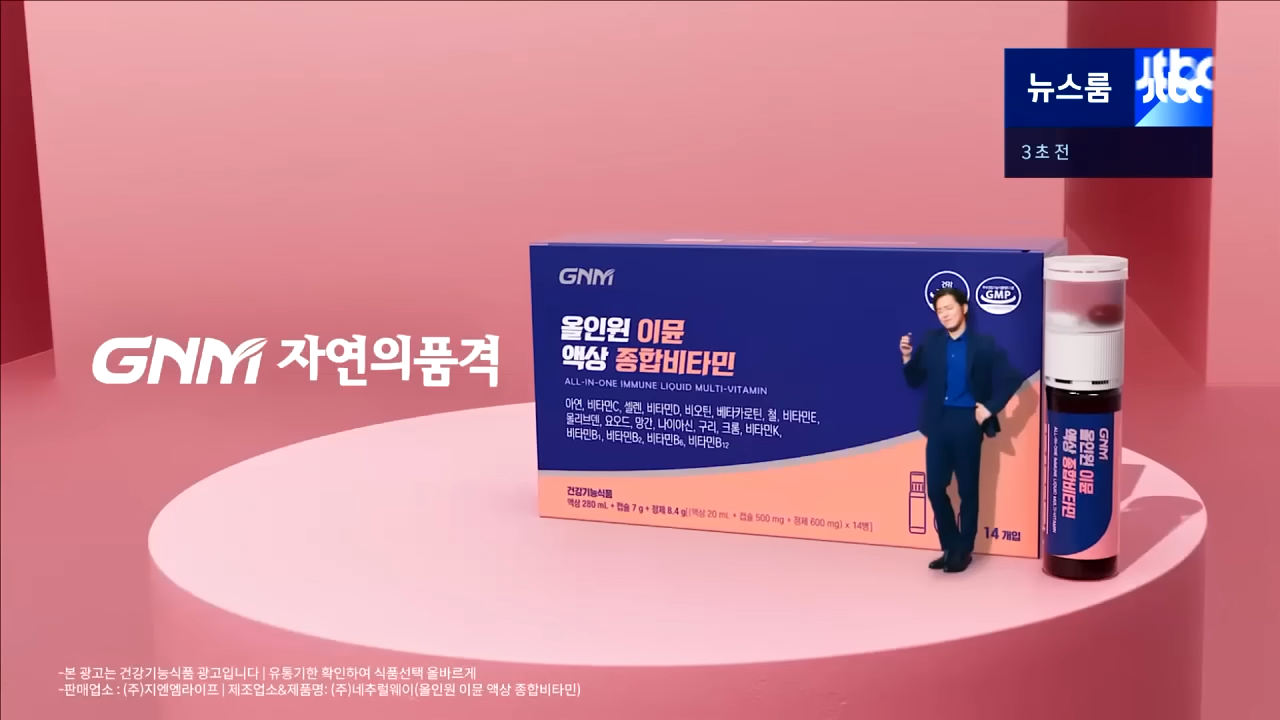 뉴스룸
jtbc
3초 전
GNM 자연의품격
GNM
건강
GMP
올인원 이뮨
액상 종합비타민
ALL-IN-ONE IMMUNE LIQUID MULTI-VITAMIN
아연, 비타민C, 셀렌, 비타민D, 비오틴, 베타카로틴, 철, 비타민E,
몰리브덴, 요오드, 망간, 나이아신, 구리, 크롬, 비타민K,
비타민B₁, 비타민B₂, 비타민B₆, 비타민B₁₂
건강기능식품
액상 280 mL + 캡슐 7 g + 정제 8.4 g[(액상 20 mL + 캡슐 500 mg + 정제 600 mg) x 14병]
14 개입
GNM
올인원 이뮨
액상 종합비타민
ALL-IN-ONE IMMUNE LIQUID MULTI-VITAMIN
-본 광고는 건강기능식품 광고입니다 | 유통기한 확인하여 식품선택 올바르게
-판매업소 : (주)지엔엠라이프 | 제조업소&제품명: (주)네추럴웨이(올인원 이뮨 액상 종합비타민)